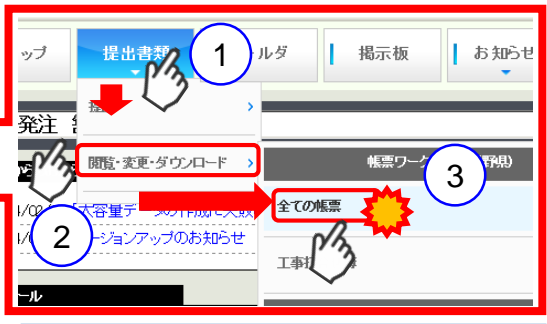 ップ 提出書類 ① ルダ 掲示板 お知らせ
発注
閲覧・変更・ダウンロード
帳票ワーク
③
全ての帳票
大容量データの作成で失敗
② ージョンアップのお知らせ
工事
ール